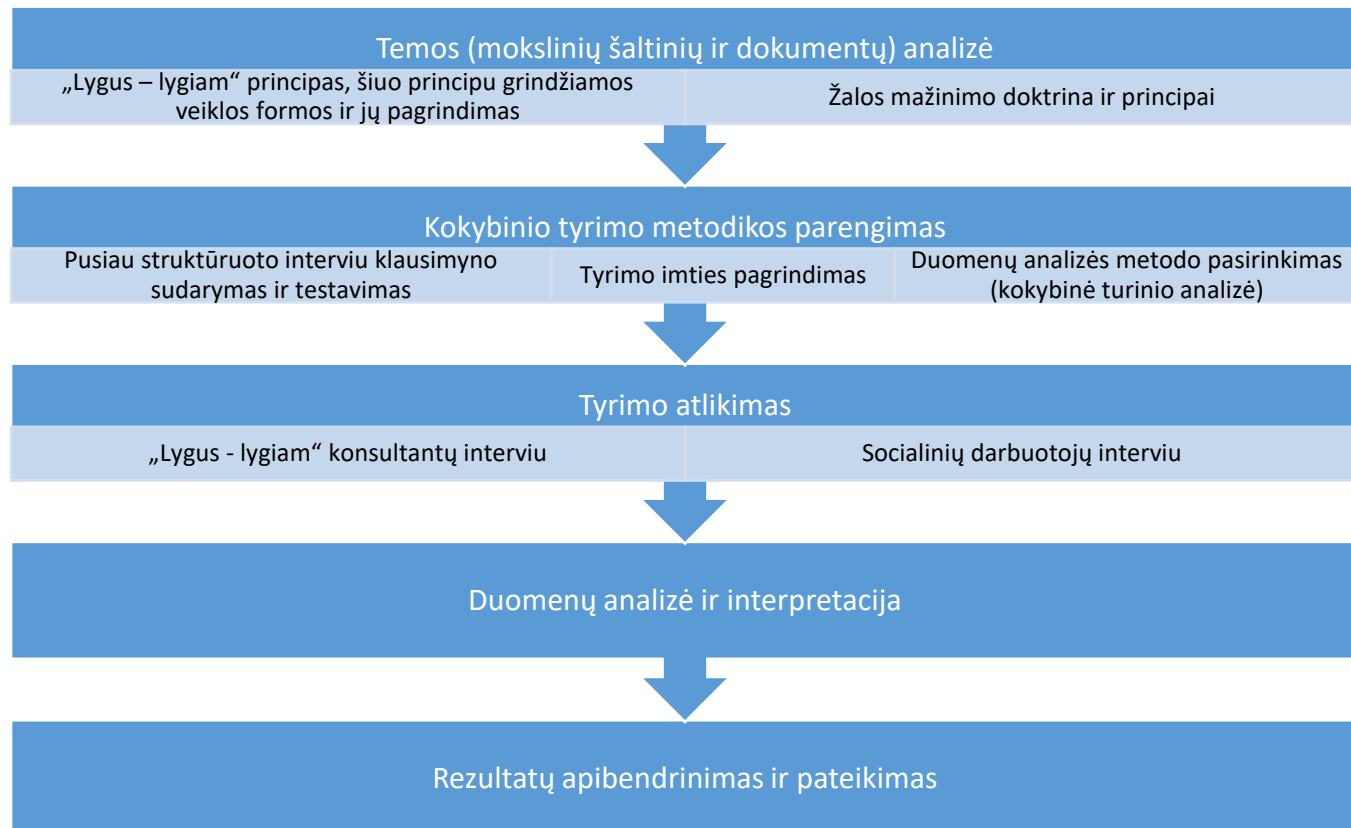 Temos (mokslinių šaltinių ir dokumentų) analizė
„Lygus – lygiam“ principas, šiuo principu grindžiamos
veiklos formos ir jų pagrindimas
Žalos mažinimo doktrina ir principai
Kokybinio tyrimo metodikos parengimas
Pusiau struktūruoto interviu klausimyno
sudarymas ir testavimas
Tyrimo imties pagrindimas
Duomenų analizės metodo pasirinkimas
(kokybinė turinio analizė)
Tyrimo atlikimas
„Lygus - lygiam“ konsultantų interviu
Socialinių darbuotojų interviu
Duomenų analizė ir interpretacija
Rezultatų apibendrinimas ir pateikimas